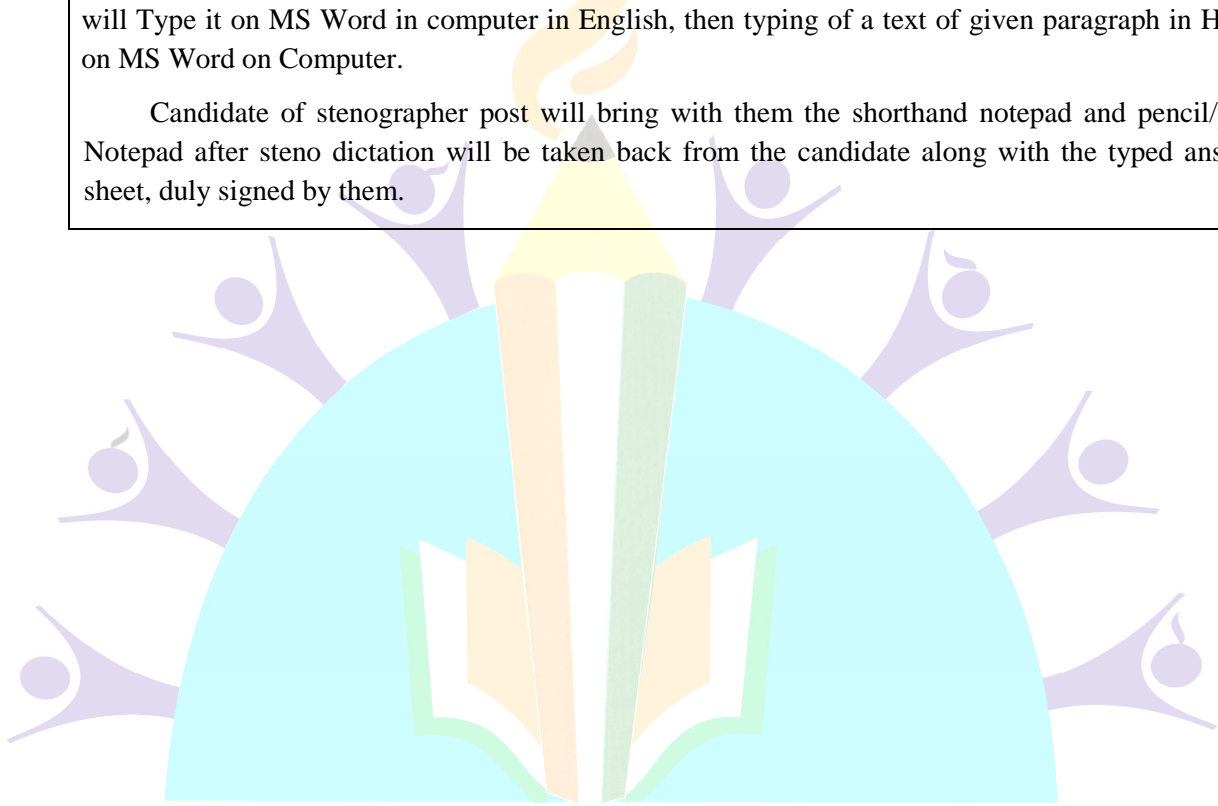 will Type it on MS Word in computer in English, then typing of a text of given paragraph in H
on MS Word on Computer.
Candidate of stenographer post will bring with them the shorthand notepad and pencil/
Notepad after steno dictation will be taken back from the candidate along with the typed ans
sheet, duly signed by them.